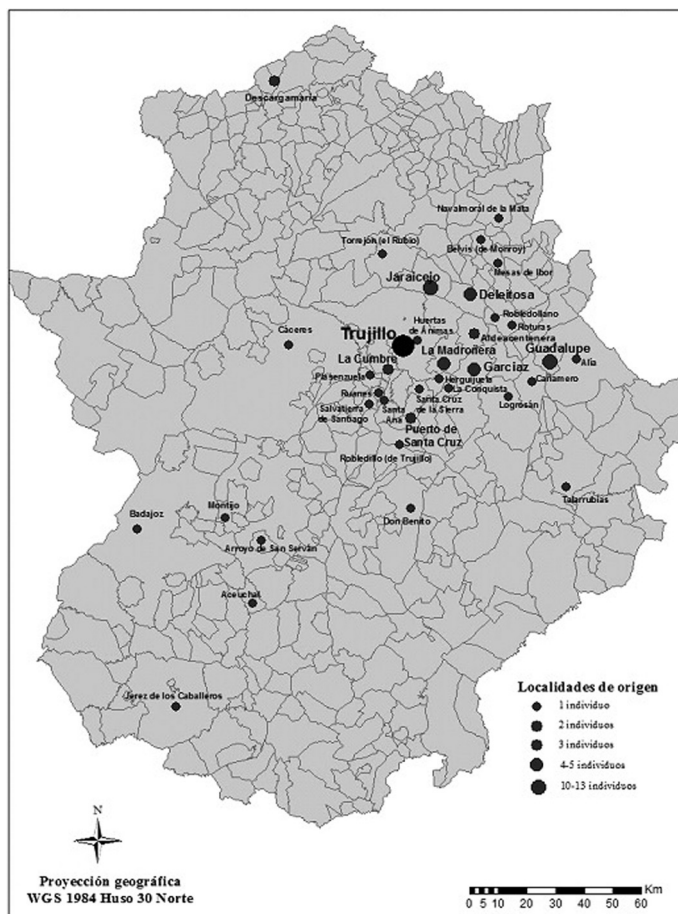 Descargamaría
Navalmoral de la Mata
Torrejón (el Rubio)
Belvís (de Monroy)
Mesas de Ibor
Jaraicejo
Deleitosa
Robledollano
Roturas
Huertas
de Ánimas
Aldeacentenera
Cáceres
Trujillo
La Cumbre
La Madroñera
Guadalupe
Alía
Plasenzuela
Garciaz
Herguijuela
Cañamero
La Conquista
Ruanes
Santa Cruz
de la Sierra
Logrosán
Salvatierra
de Santiago
Santa
Ana
Puerto de
Santa Cruz
Robledillo (de Trujillo)
Talarrubias
Montijo
Badajoz
Don Benito
Arroyo de San Serván
Aceuchal
Jerez de los Caballeros
Localidades de origen
1 individuo
2 individuos
3 individuos
4-5 individuos
10-13 individuos
N
Proyección geográfica
WGS 1984 Huso 30 Norte
Km
0 5 10 20 30 40 50 60